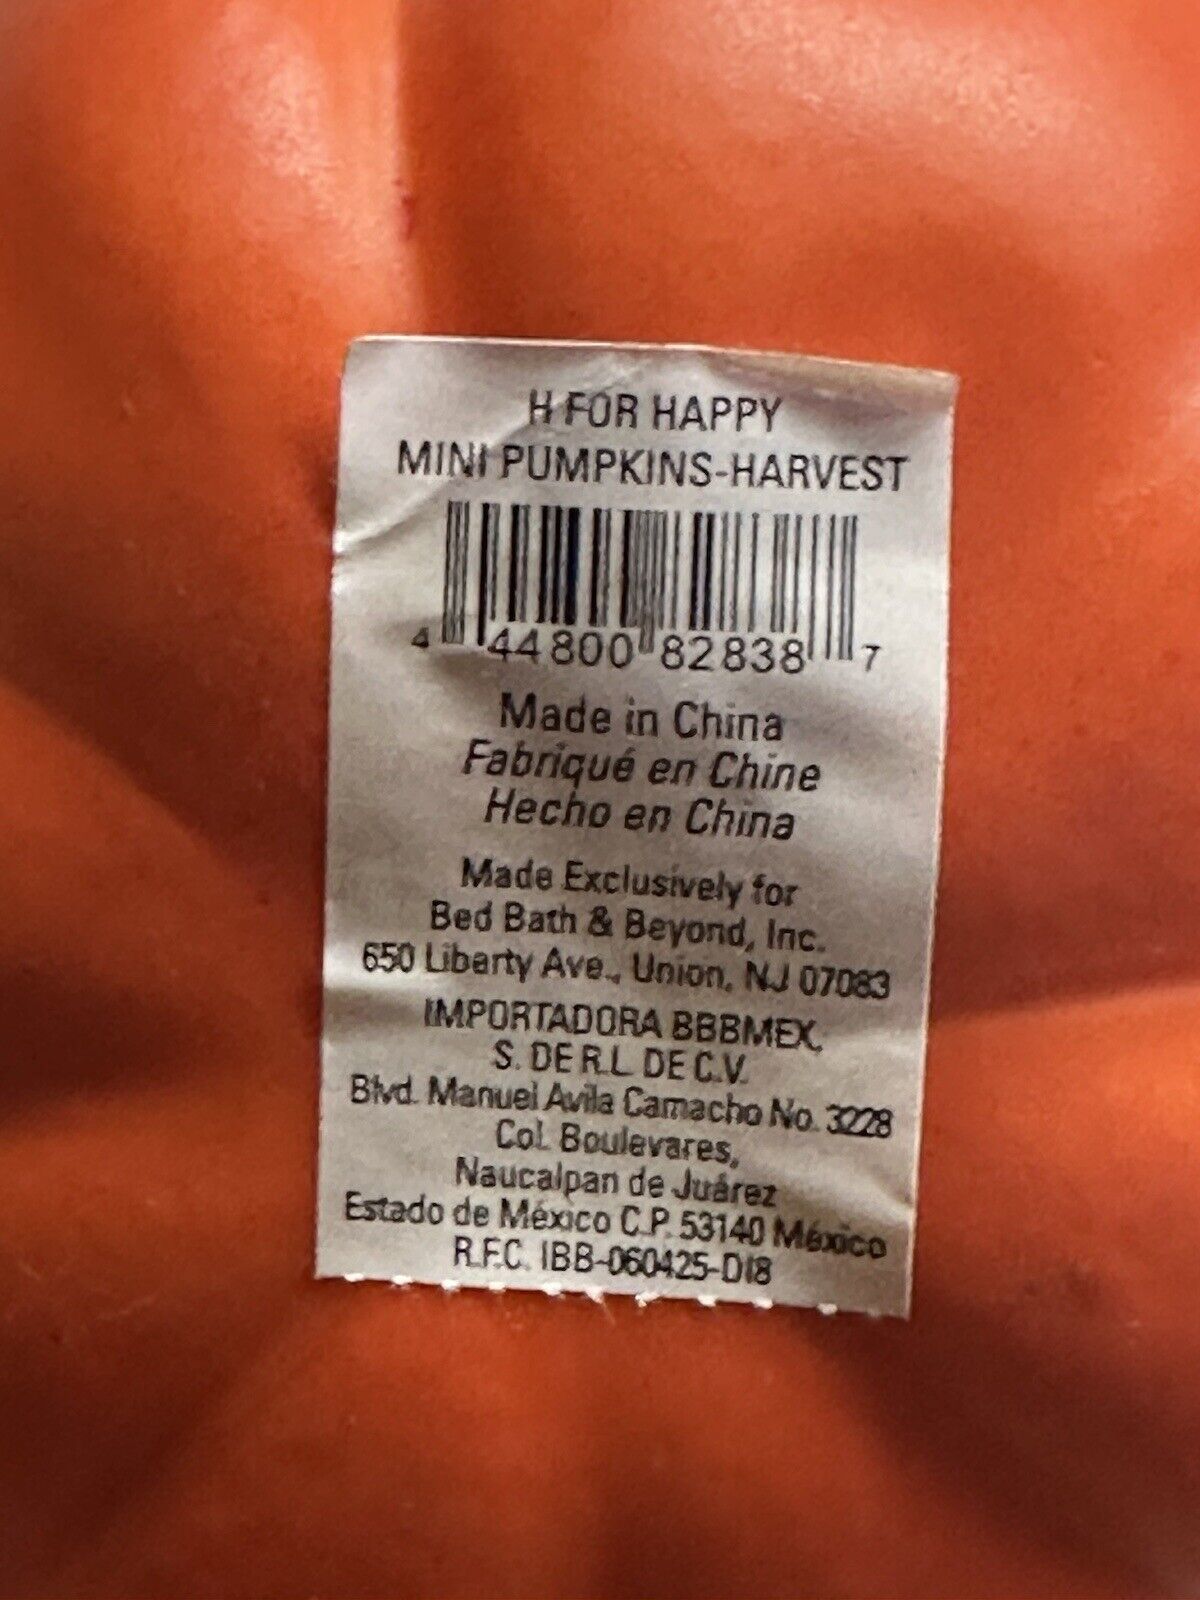 H FOR HAPPY
MINI PUMPKINS-HARVEST
4 44800 82838 7
Made in China
Fabriqué en Chine
Hecho en China
Made Exclusively for
Bed Bath & Beyond, Inc.
650 Liberty Ave., Union, NJ 07083
IMPORTADORA BBBMEX,
S. DE R.L. DE C.V.
Blvd. Manuel Avila Camacho No. 3228
Col. Boulevares,
Naucalpan de Juárez
Estado de México C.P. 53140 México
R.F.C. IBB-060425-DI8